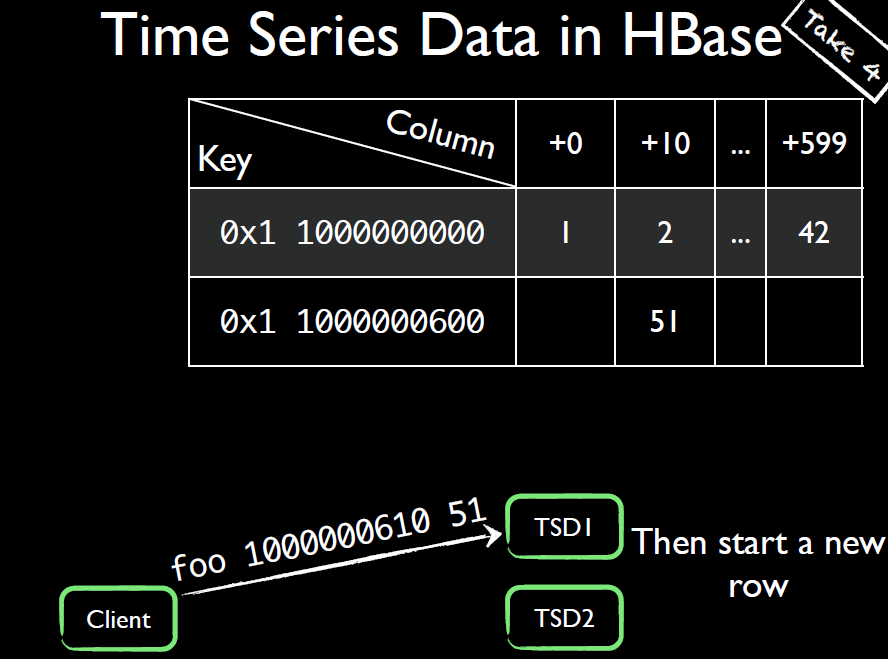 Time Series Data in HBase
Take 4
Column
Key
+0 +10 ... +599
0x1 1000000000 1 2 ... 42
0x1 1000000600 51
foo 1000000610 51
TSD1
Then start a new
row
Client
TSD2